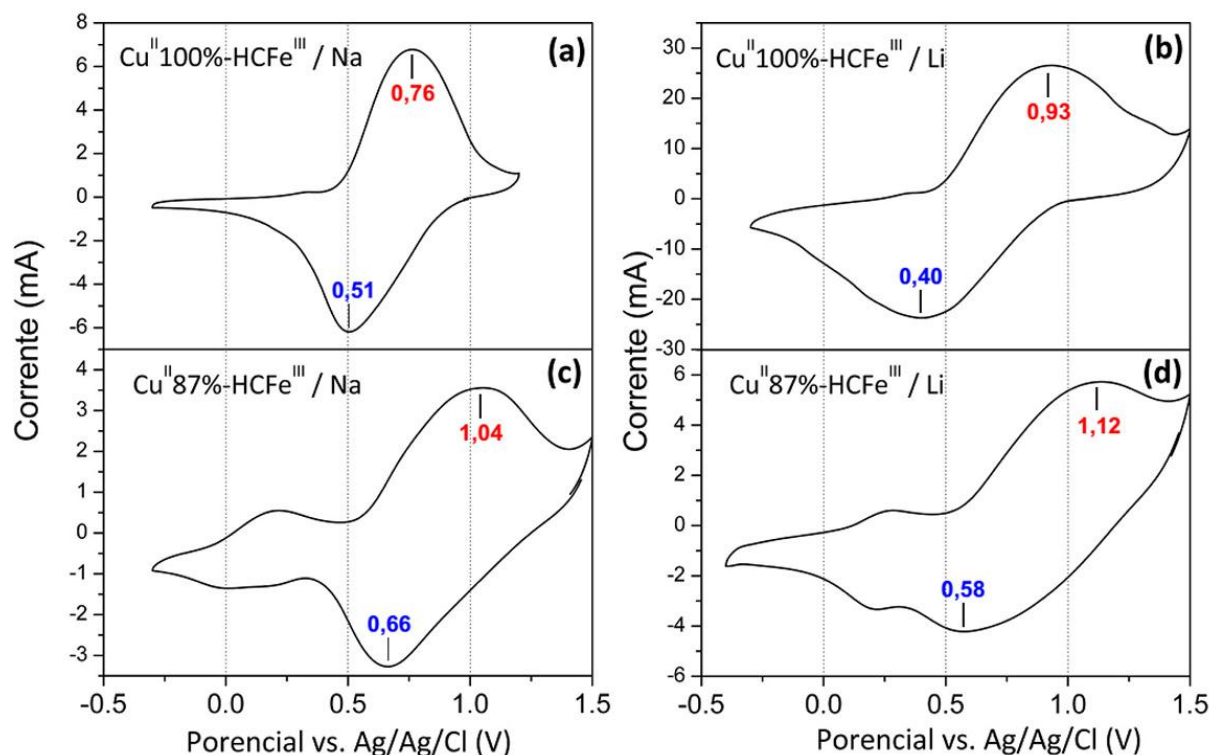 Cu^II100%-HCFe^III / Na
(a)
0,76
0,51
8
6
4
2
0
-2
-4
-6
Corrente (mA)
Cu^II100%-HCFe^III / Li
(b)
0,93
0,40
30
20
10
0
-10
-20
-30
Corrente (mA)
Cu^II87%-HCFe^III / Na
(c)
1,04
0,66
4
3
2
1
0
-1
-2
-3
-0.5 0.0 0.5 1.0 1.5
Porencial vs. Ag/Ag/Cl (V)
Cu^II87%-HCFe^III / Li
(d)
1,12
0,58
6
4
2
0
-2
-4
-6
-0.5 0.0 0.5 1.0 1.5
Porencial vs. Ag/Ag/Cl (V)